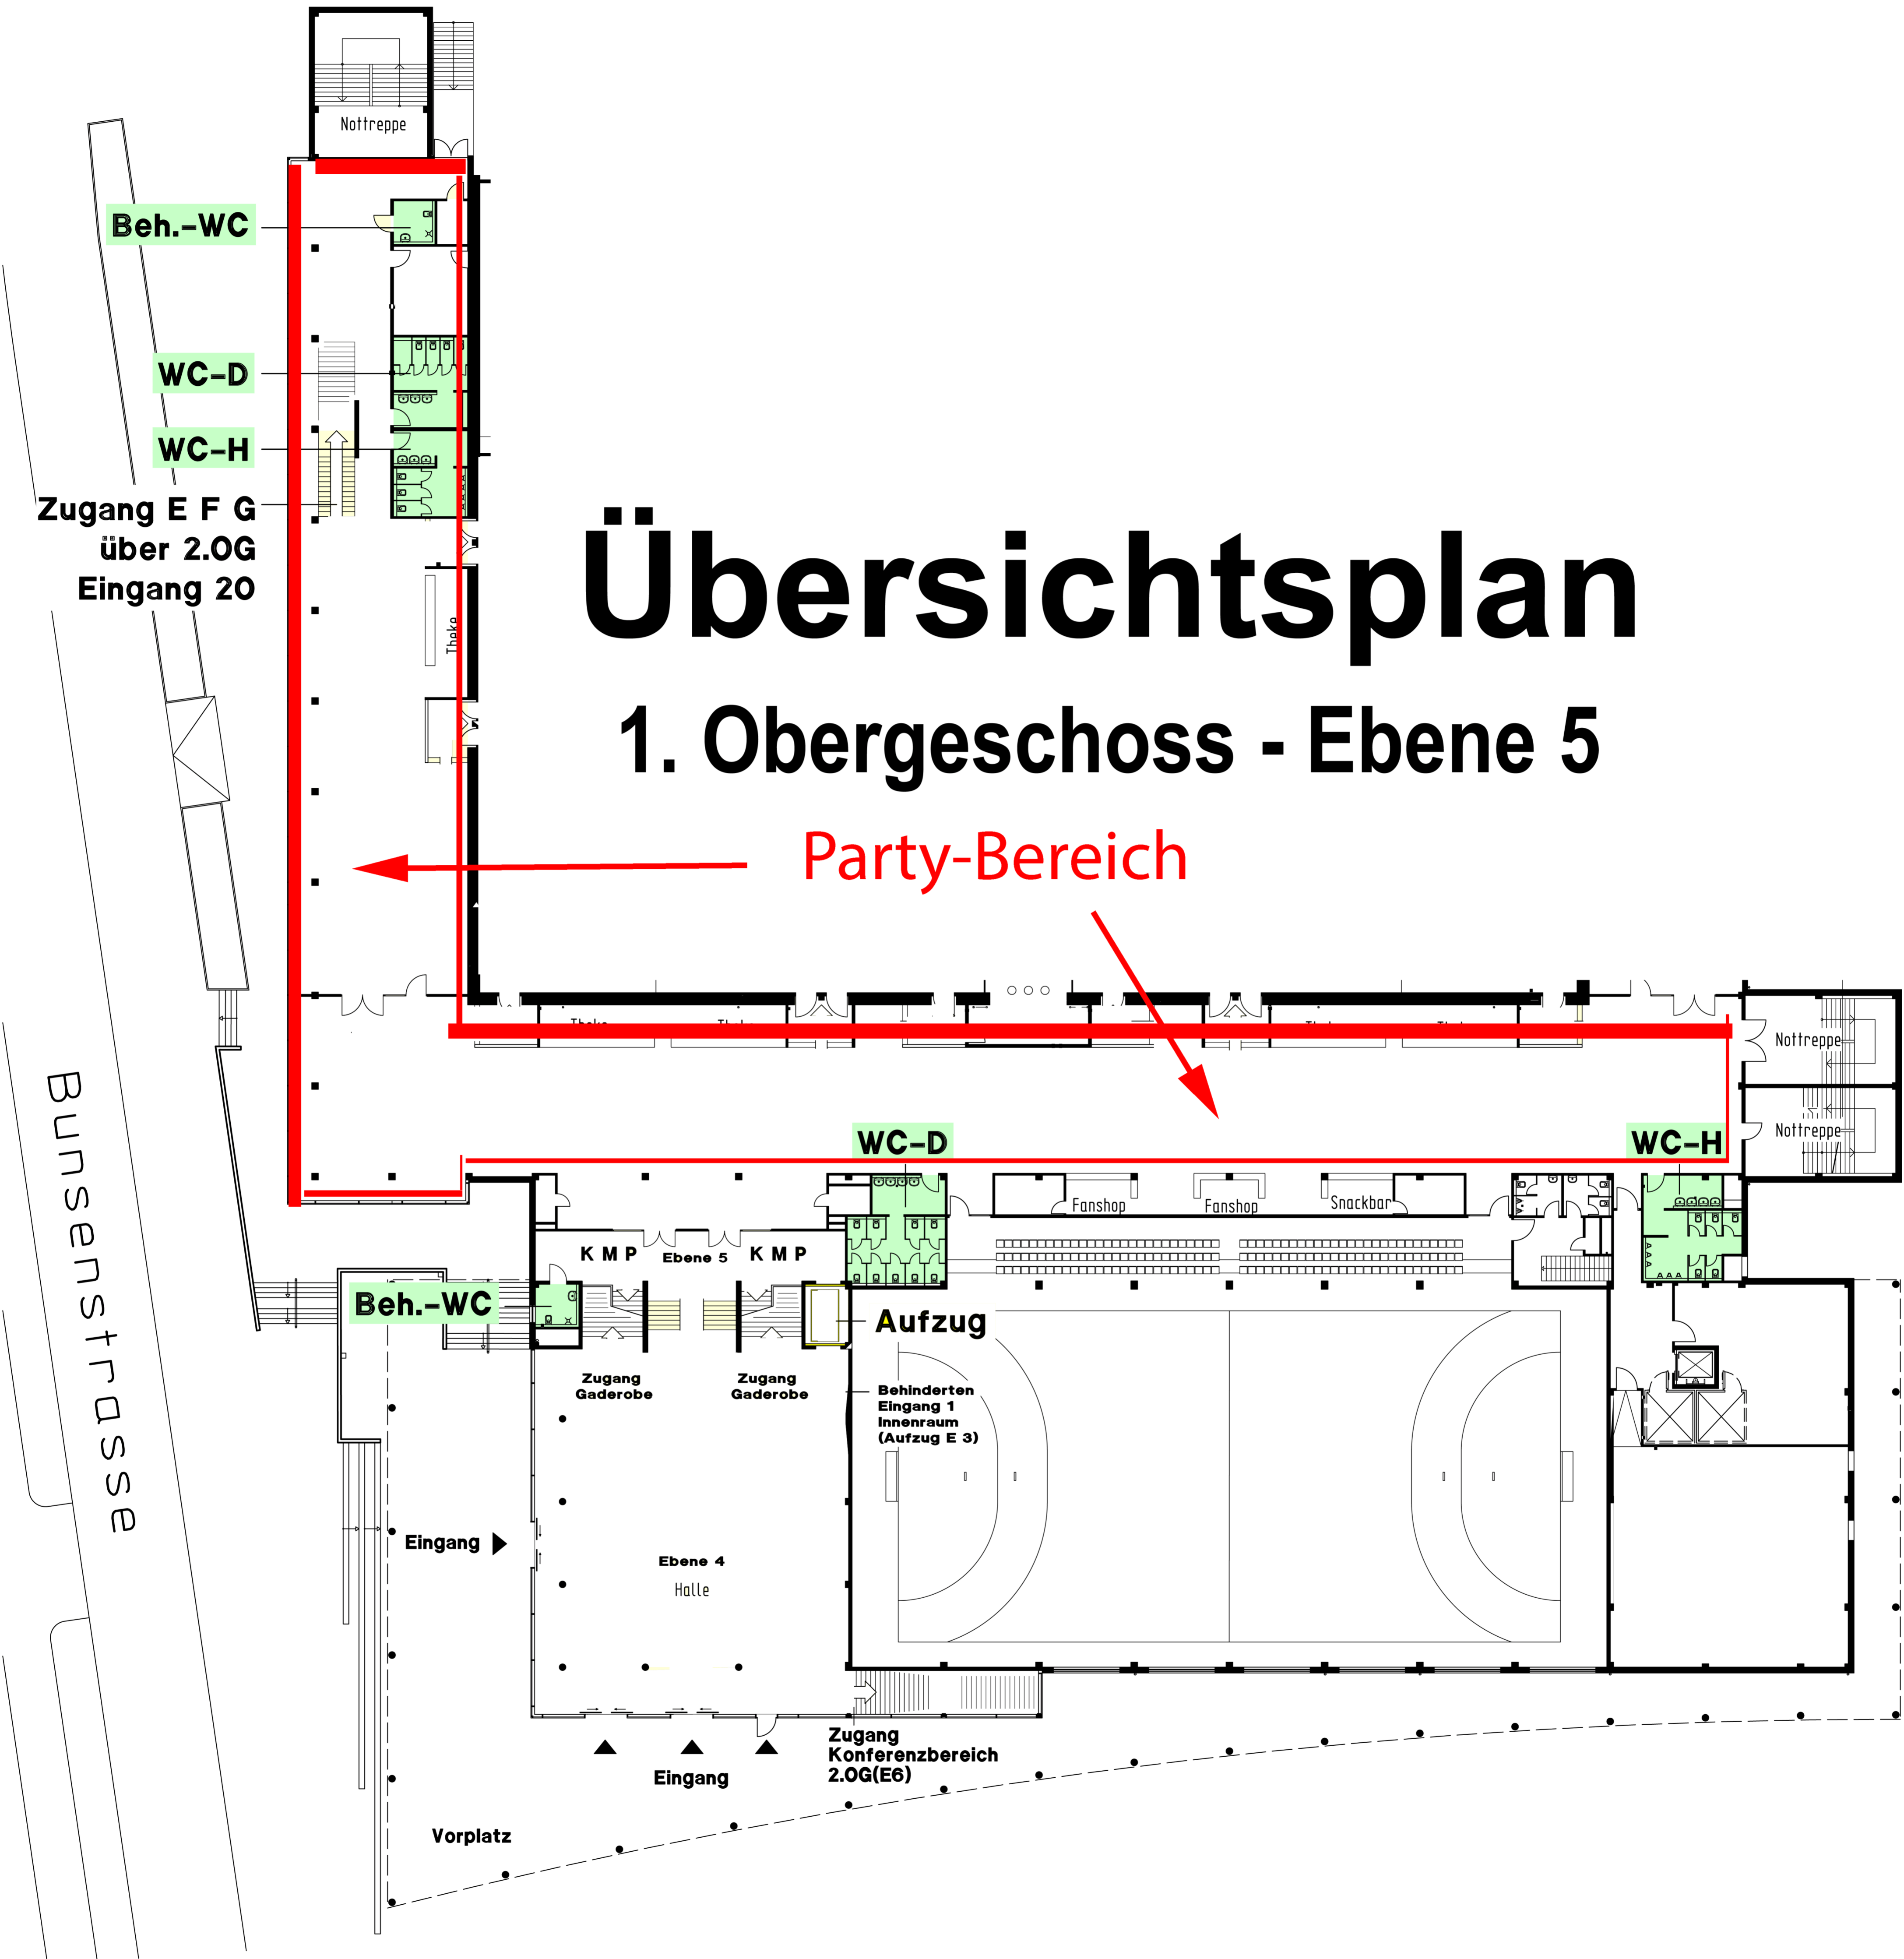 Nottreppe
Beh.-WC
WC-D
WC-H
Zugang E F G
über 2.OG
Eingang 20
Theke
Übersichtsplan
1. Obergeschoss - Ebene 5
Party-Bereich
Nottreppe
Nottreppe
WC-D
WC-H
Fanshop
Fanshop
Snackbar
K M P
Ebene 5
K M P
Beh.-WC
Aufzug
Zugang
Gaderobe
Zugang
Gaderobe
Behinderten
Eingang 1
Innenraum
(Aufzug E 3)
Bunsenstrasse
Eingang
Ebene 4
Halle
Eingang
Zugang
Konferenzbereich
2.OG(E6)
Vorplatz